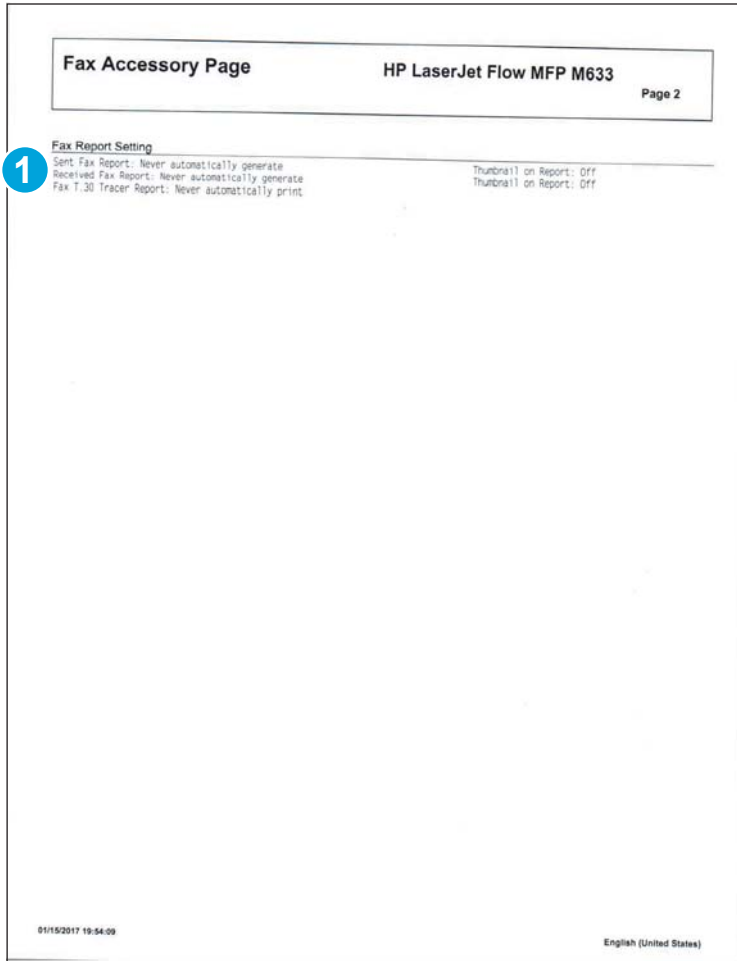 Fax Accessory Page HP LaserJet Flow MFP M633
Page 2
Fax Report Setting
1
Sent Fax Report: Never automatically generate Thumbnail on Report: Off
Received Fax Report: Never automatically generate Thumbnail on Report: Off
Fax T.30 Tracer Report: Never automatically print
01/15/2017 19:54:09
English (United States)